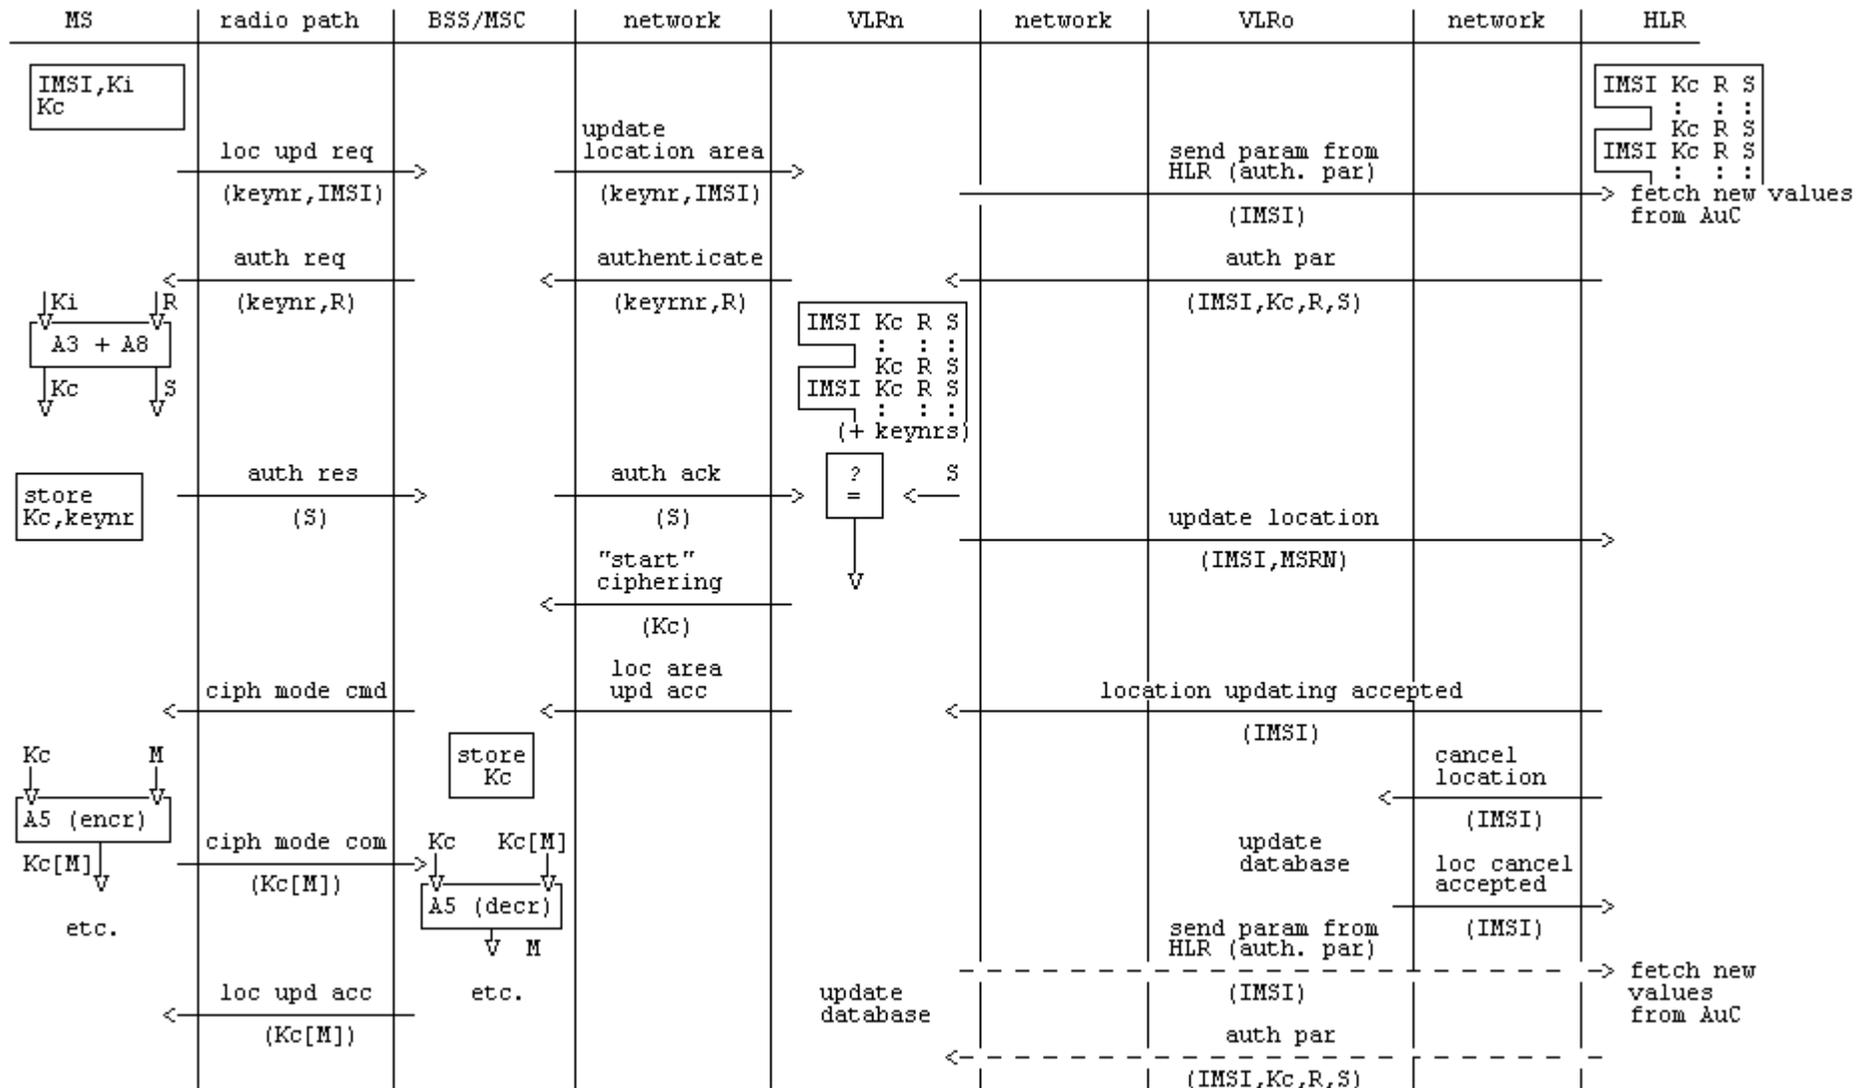 MS radio path BSS/MSC network VLRn network VLRo network HLR
IMSI,Ki
Kc
IMSI Kc R S
: : :
Kc R S
IMSI Kc R S
: : :
loc upd req
(keynr,IMSI)
update
location area
(keynr,IMSI)
send param from
HLR (auth. par)
(IMSI)
fetch new values
from AuC
auth req
(keynr,R)
authenticate
(keyrnr,R)
auth par
(IMSI,Kc,R,S)
Ki R
A3 + A8
Kc S
IMSI Kc R S
: : :
Kc R S
IMSI Kc R S
: : :
(+ keynrs)
store
Kc,keynr
auth res
(S)
auth ack
(S)
?
=
S
update location
(IMSI,MSRN)
"start"
ciphering
(Kc)
ciph mode cmd
loc area
upd acc
location updating accepted
(IMSI)
Kc M
A5 (encr)
Kc[M]
etc.
store
Kc
cancel
location
(IMSI)
ciph mode com
(Kc[M])
Kc Kc[M]
A5 (decr)
M
etc.
update
database
loc cancel
accepted
(IMSI)
send param from
HLR (auth. par)
(IMSI)
fetch new
values
from AuC
loc upd acc
(Kc[M])
update
database
auth par
(IMSI,Kc,R,S)